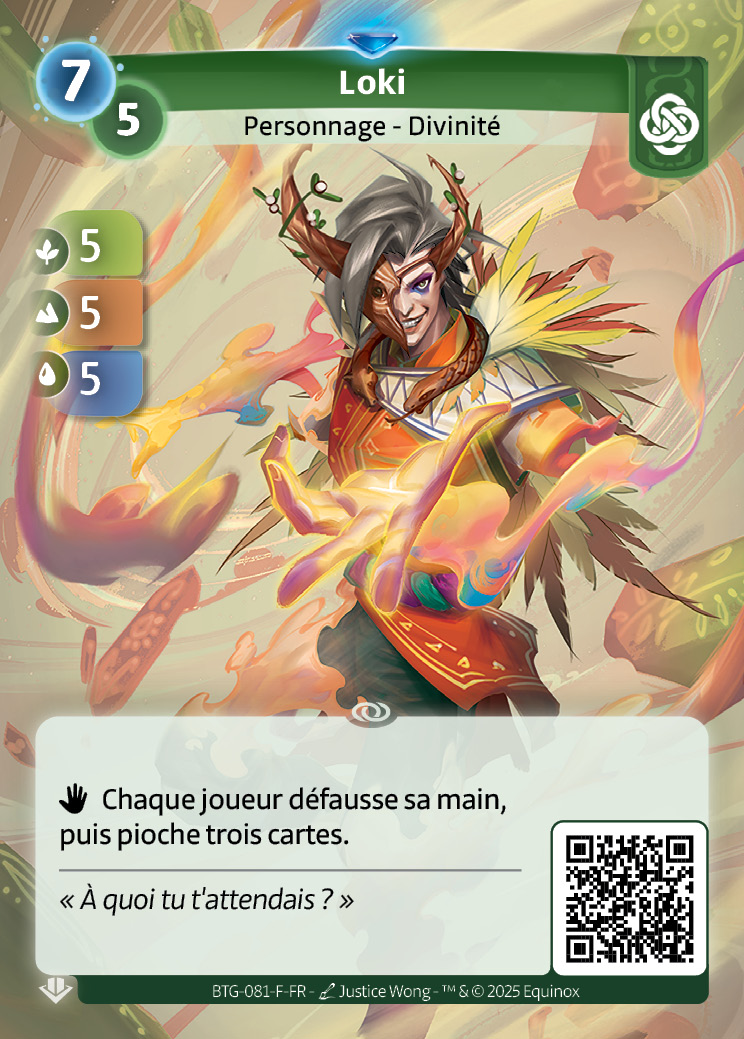 7
Loki
5
Personnage - Divinité
5
5
5
Chaque joueur défausse sa main,
puis pioche trois cartes.
« À quoi tu t'attendais ? »
BTG-081-F-FR - Justice Wong - ™ & © 2025 Equinox